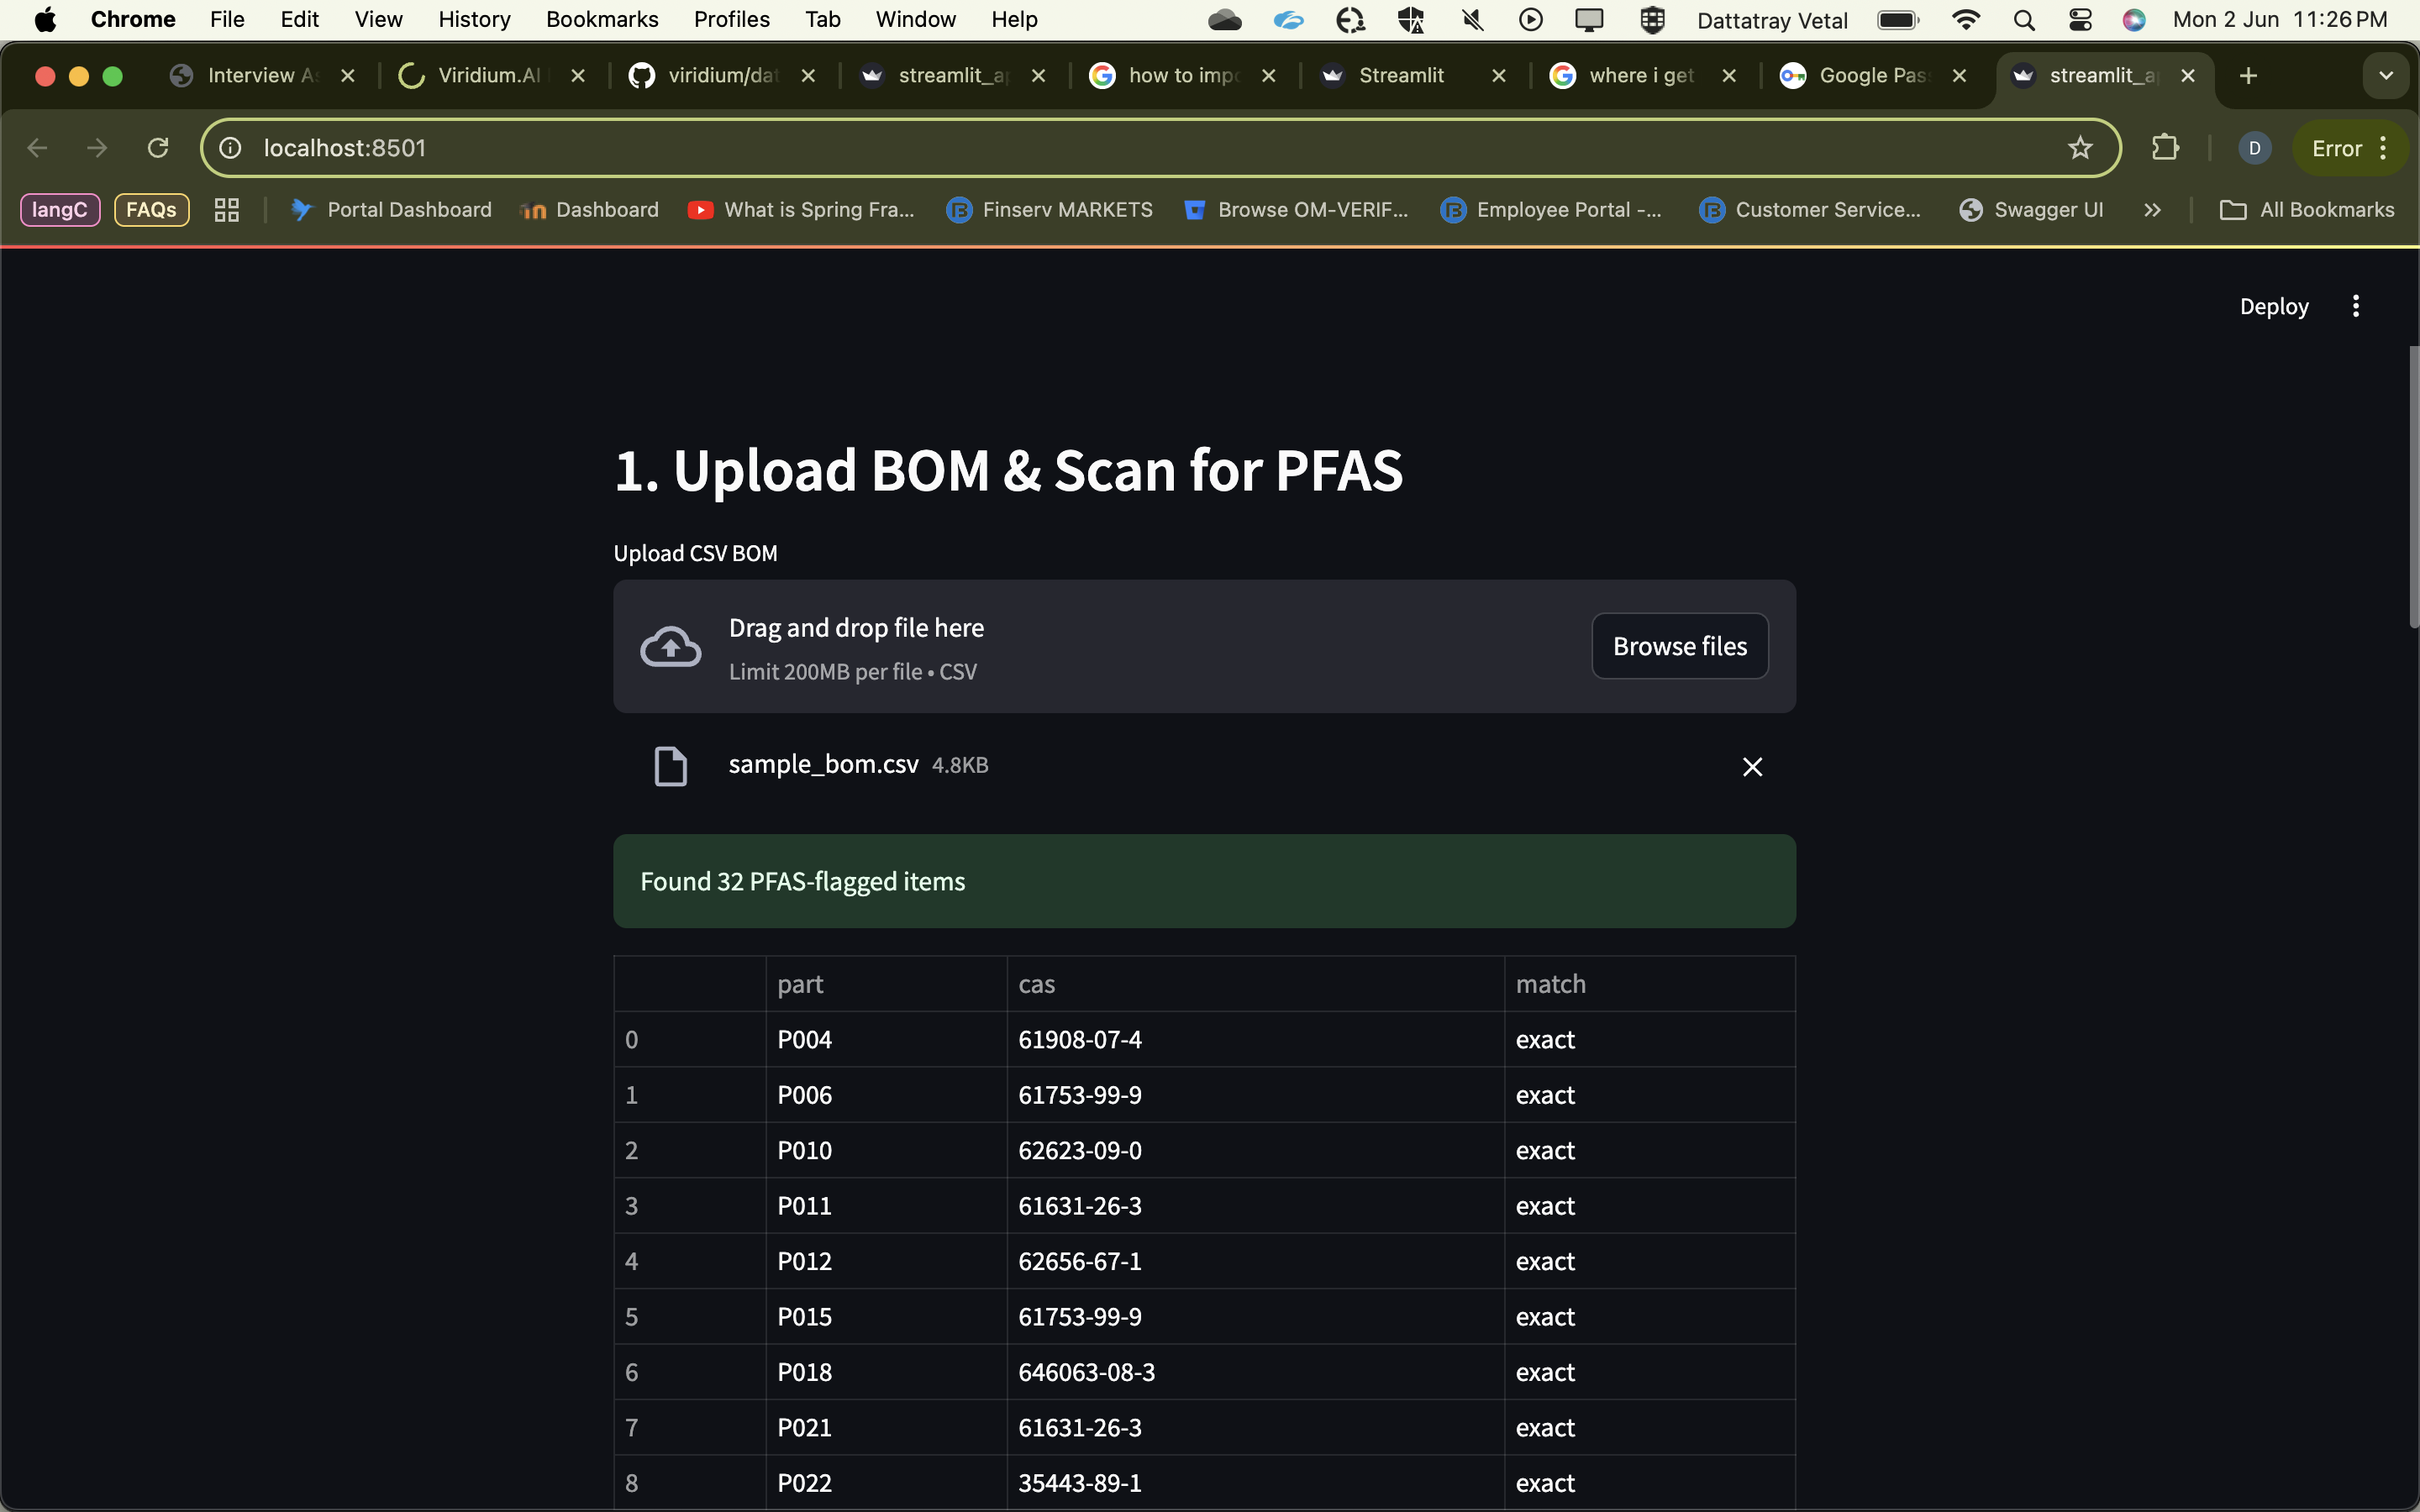 Chrome File Edit View History Bookmarks Profiles Tab Window Help Dattatray Vetal Mon 2 Jun 11:26 PM
Interview As Viridium.AI viridium/dat streamlit_ap how to impo Streamlit where i get Google Pas streamlit_a
localhost:8501 D Error
langC FAQs Portal Dashboard Dashboard What is Spring Fra... Finserv MARKETS Browse OM-VERIF... Employee Portal -... Customer Service... Swagger UI All Bookmarks
Deploy
1. Upload BOM & Scan for PFAS
Upload CSV BOM
Drag and drop file here
Limit 200MB per file • CSV
Browse files
sample_bom.csv 4.8KB
Found 32 PFAS-flagged items
part cas match
0 P004 61908-07-4 exact
1 P006 61753-99-9 exact
2 P010 62623-09-0 exact
3 P011 61631-26-3 exact
4 P012 62656-67-1 exact
5 P015 61753-99-9 exact
6 P018 646063-08-3 exact
7 P021 61631-26-3 exact
8 P022 35443-89-1 exact